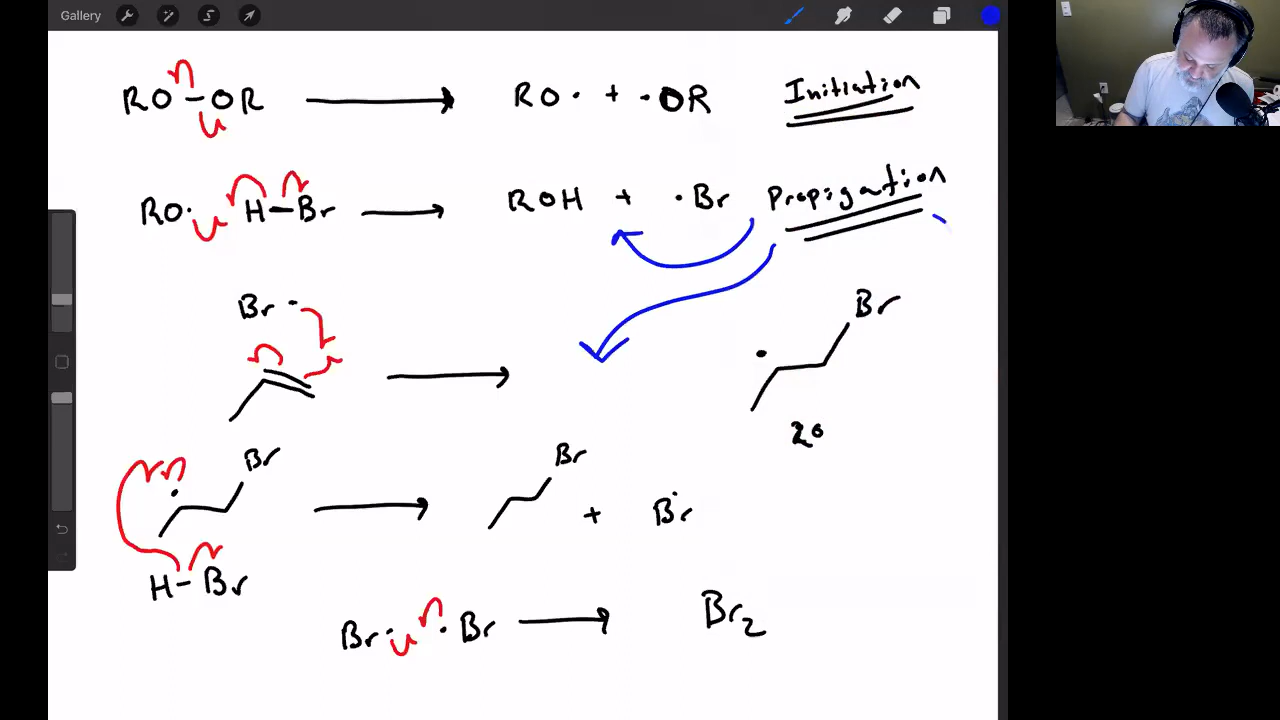 Gallery
RO–OR → RO· + ·OR Initiation
RO· H–Br → ROH + ·Br Propigation
Br·
Br
→
2°
Br Br
→ + Br·
H–Br
Br· ·Br → Br₂